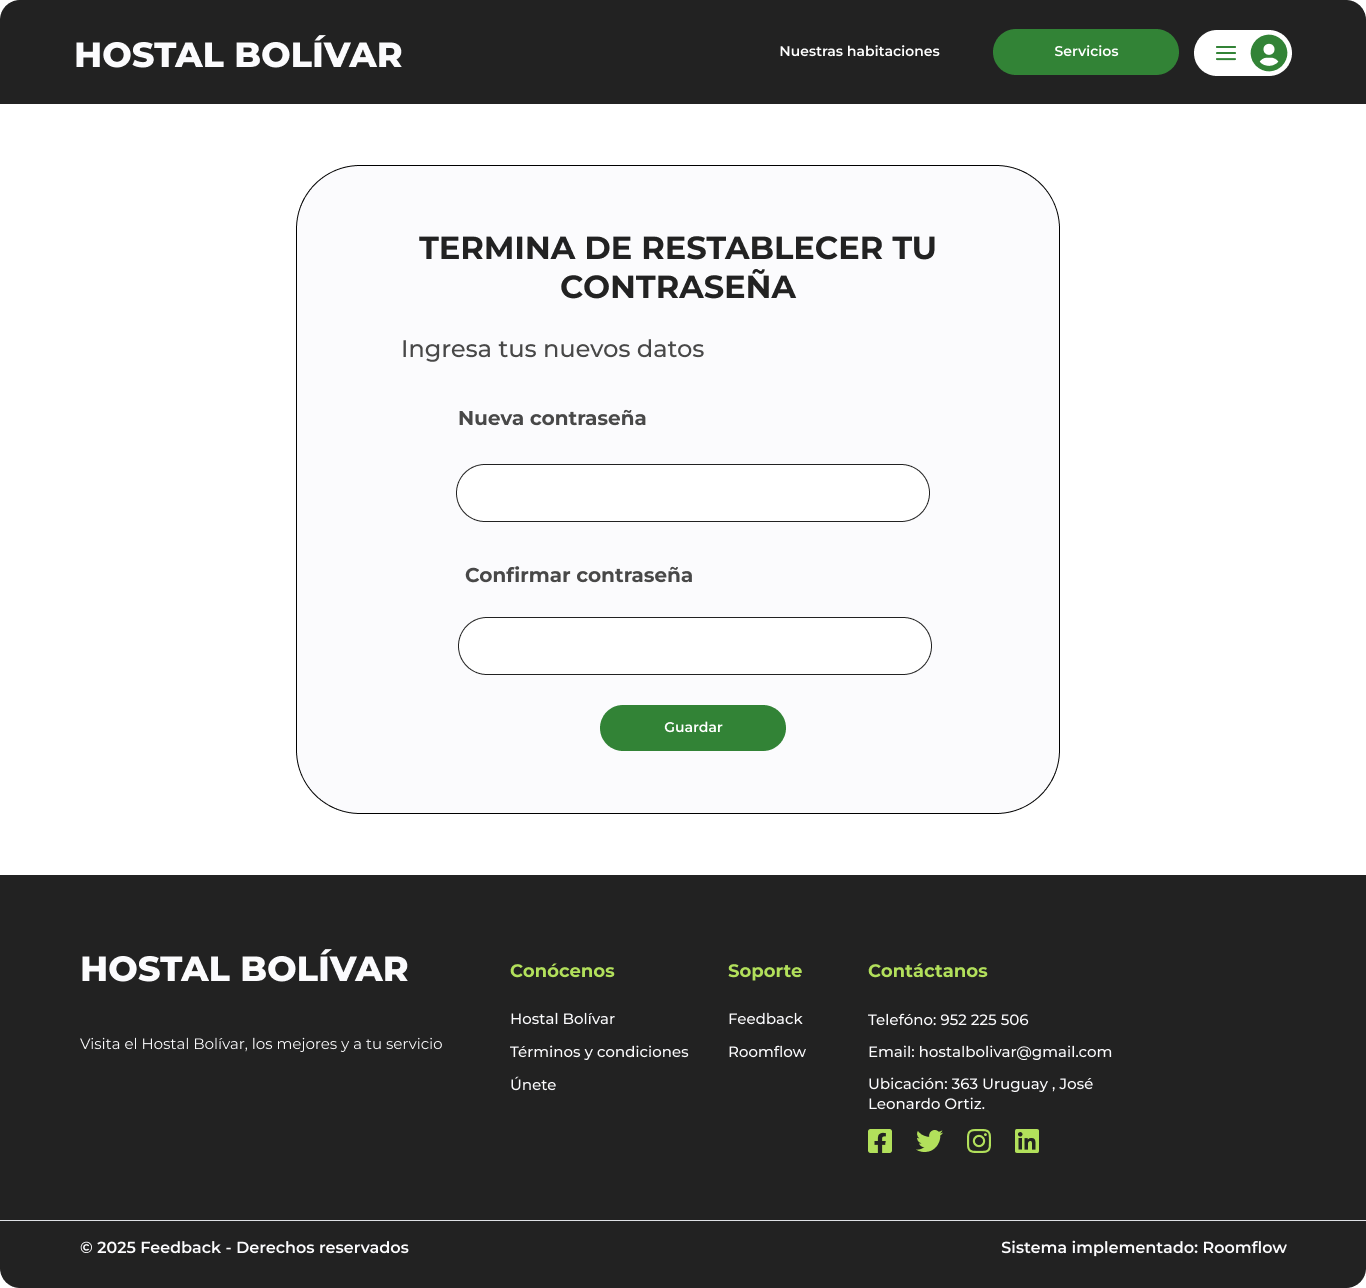 HOSTAL BOLÍVAR
Nuestras habitaciones
Servicios
TERMINA DE RESTABLECER TU
CONTRASEÑA
Ingresa tus nuevos datos
Nueva contraseña
Confirmar contraseña
Guardar
HOSTAL BOLÍVAR
Visita el Hostal Bolívar, los mejores y a tu servicio
Conócenos
Hostal Bolívar
Términos y condiciones
Únete
Soporte
Feedback
Roomflow
Contáctanos
Telefóno: 952 225 506
Email: hostalbolivar@gmail.com
Ubicación: 363 Uruguay , José
Leonardo Ortiz.
© 2025 Feedback - Derechos reservados
Sistema implementado: Roomflow